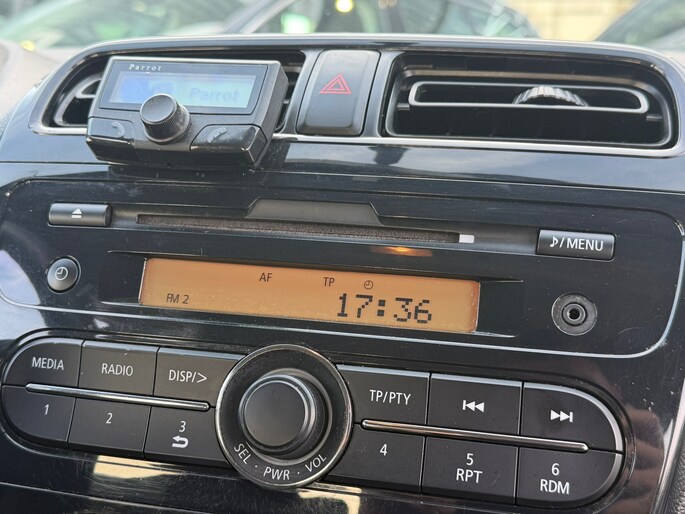 Parrot
Parrot
♪/MENU
AF TP
FM 2 17:36
MEDIA RADIO DISP/> TP/PTY
1 2 3 4 5 6
RPT RDM
SEL · PWR · VOL